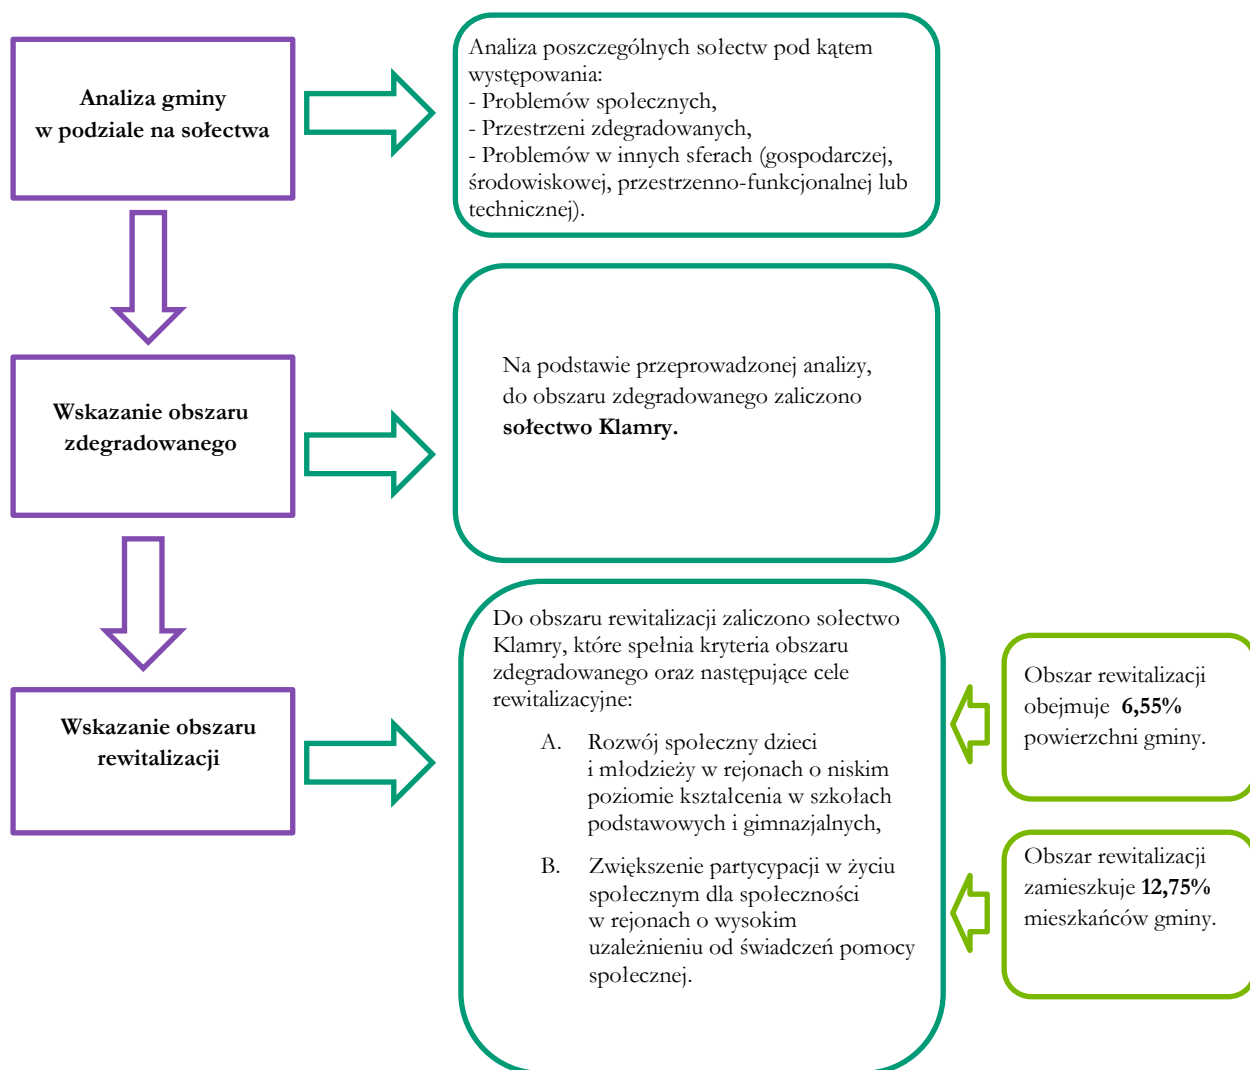 Analiza gminy
w podziale na sołectwa
Analiza poszczególnych sołectw pod kątem
występowania:
- Problemów społecznych,
- Przestrzeni zdegradowanych,
- Problemów w innych sferach (gospodarczej,
środowiskowej, przestrzenno-funkcjonalnej lub
technicznej).
Wskazanie obszaru
zdegradowanego
Na podstawie przeprowadzonej analizy,
do obszaru zdegradowanego zaliczono
sołectwo Klamry.
Wskazanie obszaru
rewitalizacji
Do obszaru rewitalizacji zaliczono sołectwo
Klamry, które spełnia kryteria obszaru
zdegradowanego oraz następujące cele
rewitalizacyjne:
A. Rozwój społeczny dzieci
i młodzieży w rejonach o niskim
poziomie kształcenia w szkołach
podstawowych i gimnazjalnych,
B. Zwiększenie partycypacji w życiu
społecznym dla społeczności
w rejonach o wysokim
uzależnieniu od świadczeń pomocy
społecznej.
Obszar rewitalizacji
obejmuje 6,55%
powierzchni gminy.
Obszar rewitalizacji
zamieszkuje 12,75%
mieszkańców gminy.